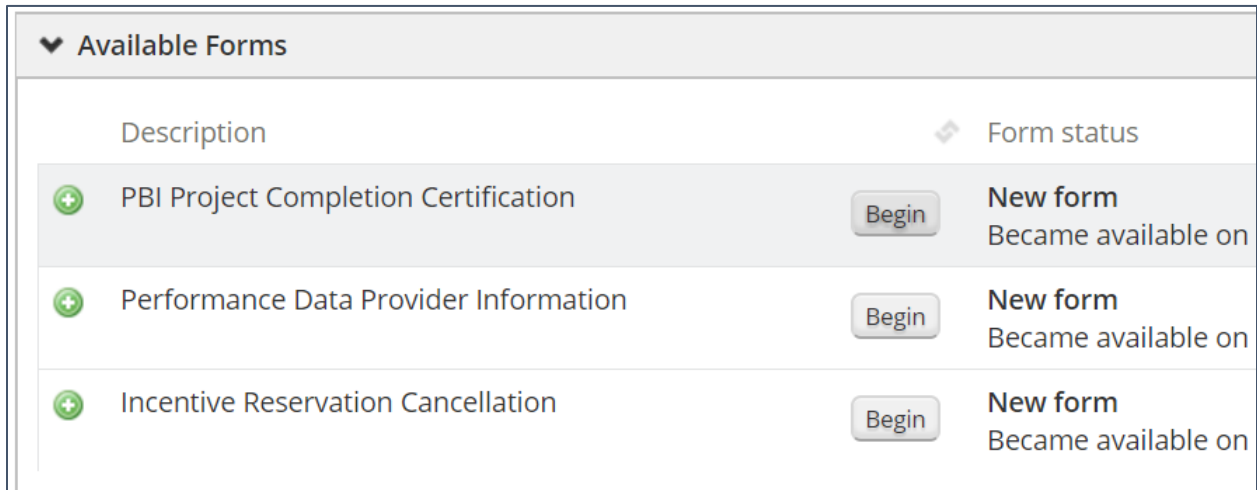 Available Forms
Description Form status
PBI Project Completion Certification Begin New form
Became available on
Performance Data Provider Information Begin New form
Became available on
Incentive Reservation Cancellation Begin New form
Became available on